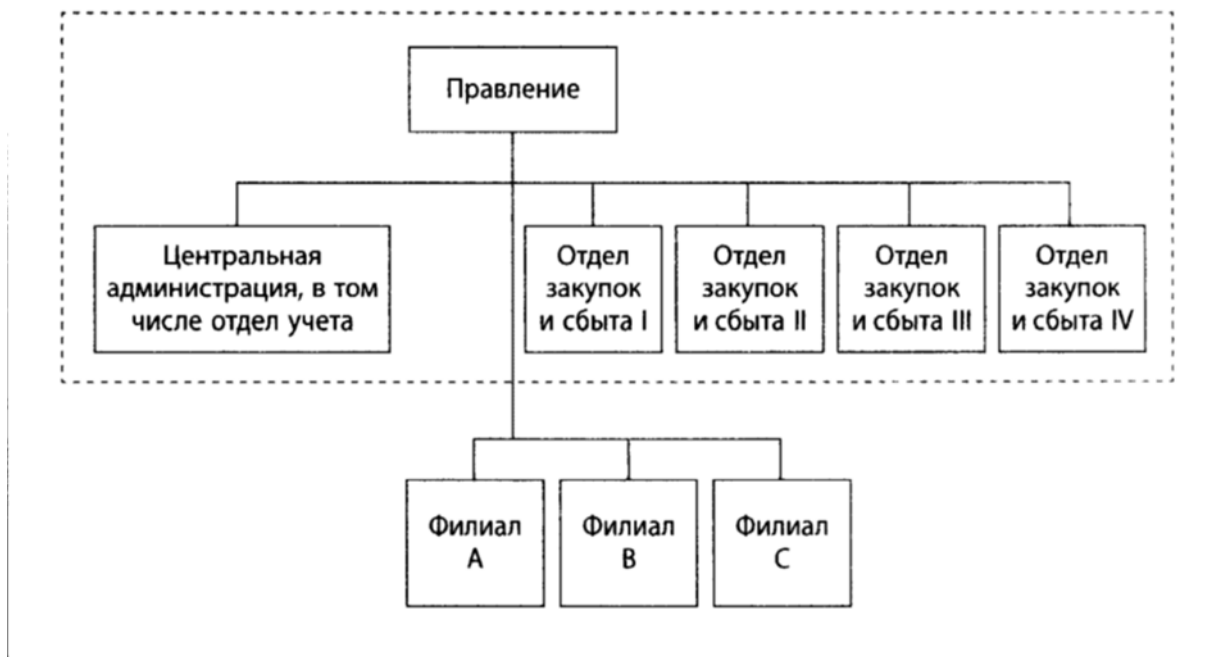 Правление
Центральная
администрация, в том
числе отдел учета
Отдел
закупок
и сбыта I
Отдел
закупок
и сбыта II
Отдел
закупок
и сбыта III
Отдел
закупок
и сбыта IV
Филиал
А
Филиал
В
Филиал
С